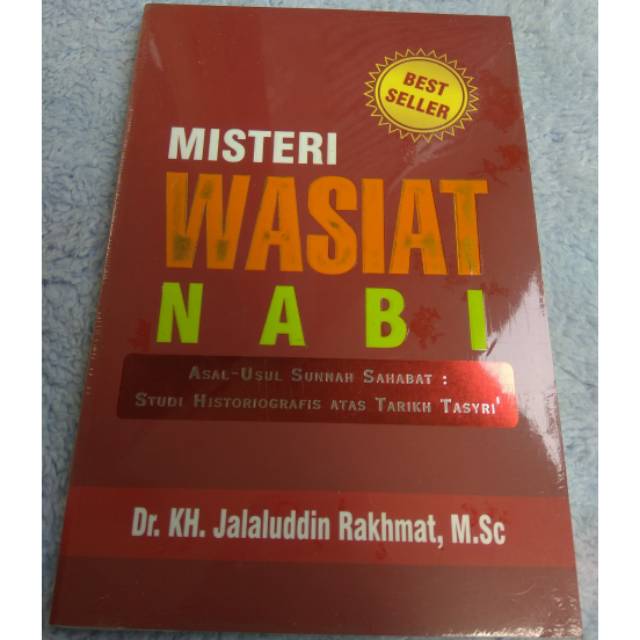 BEST
SELLER
MISTERI
WASIAT
NABI
Asal-Usul Sunnah Sahabat :
Studi Historiografis atas Tarikh Tasyri'
Dr. KH. Jalaluddin Rakhmat, M.Sc